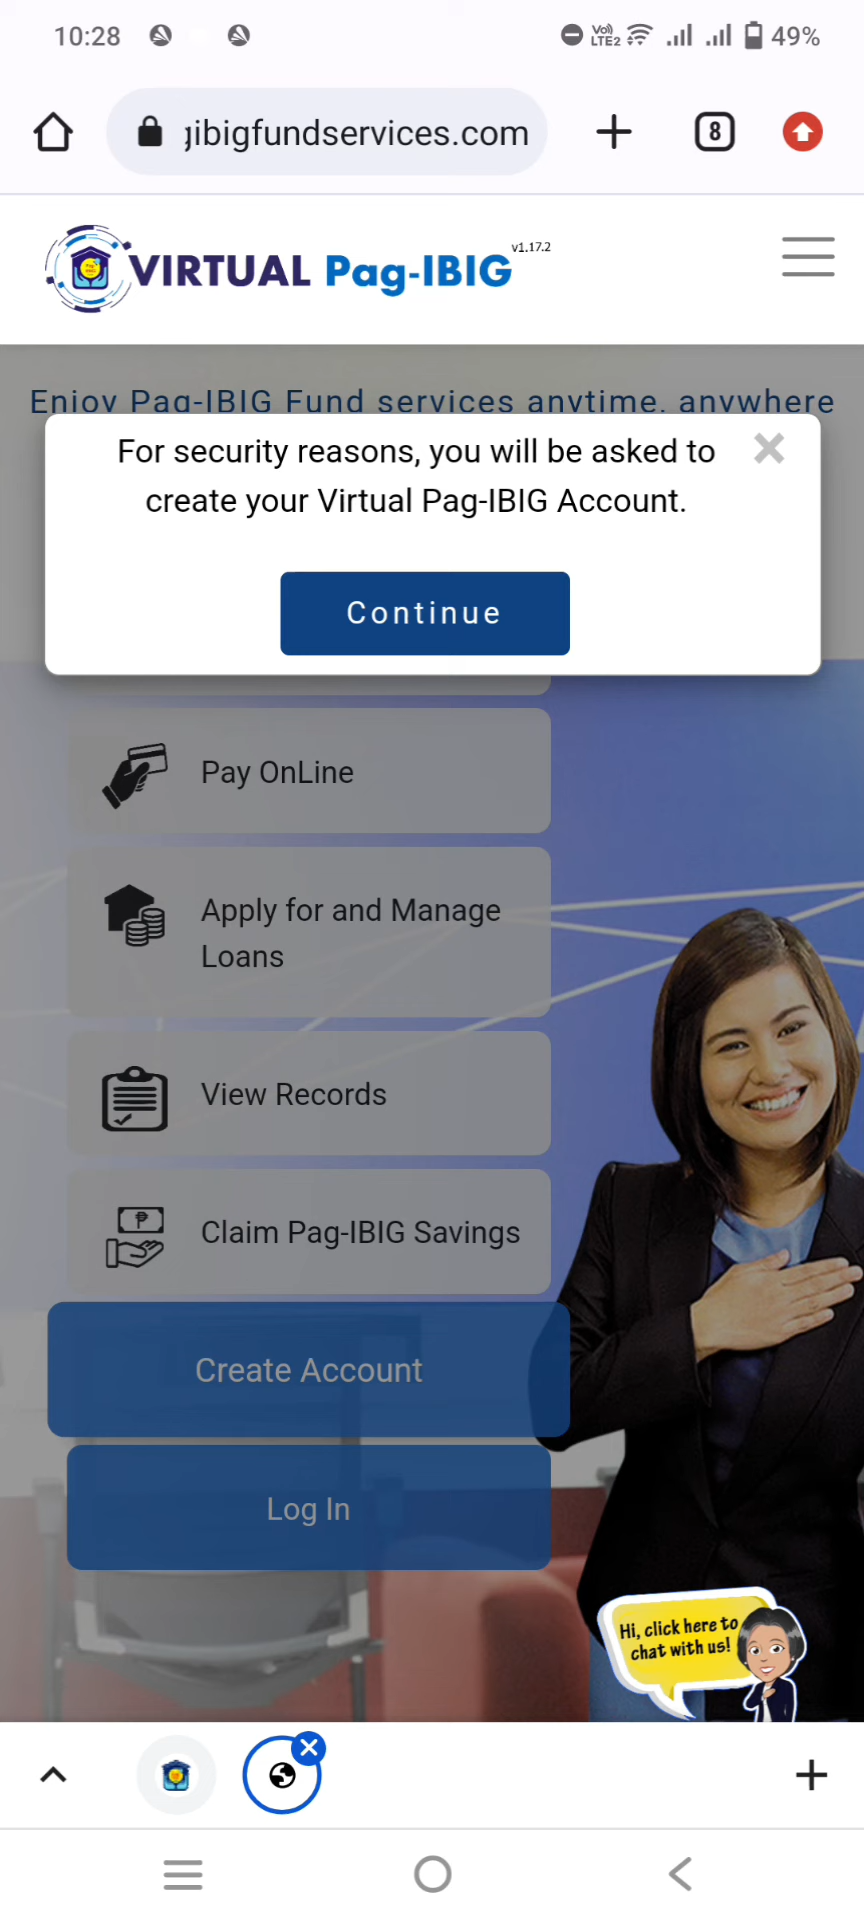 10:28
Vo)) LTE2
49%
gibigfundservices.com
8
VIRTUAL Pag-IBIG v1.17.2
Enjoy Pag-IBIG Fund services anytime, anywhere
For security reasons, you will be asked to
create your Virtual Pag-IBIG Account.
Continue
Pay OnLine
Apply for and Manage
Loans
View Records
Claim Pag-IBIG Savings
Create Account
Log In
Hi, click here to
chat with us!